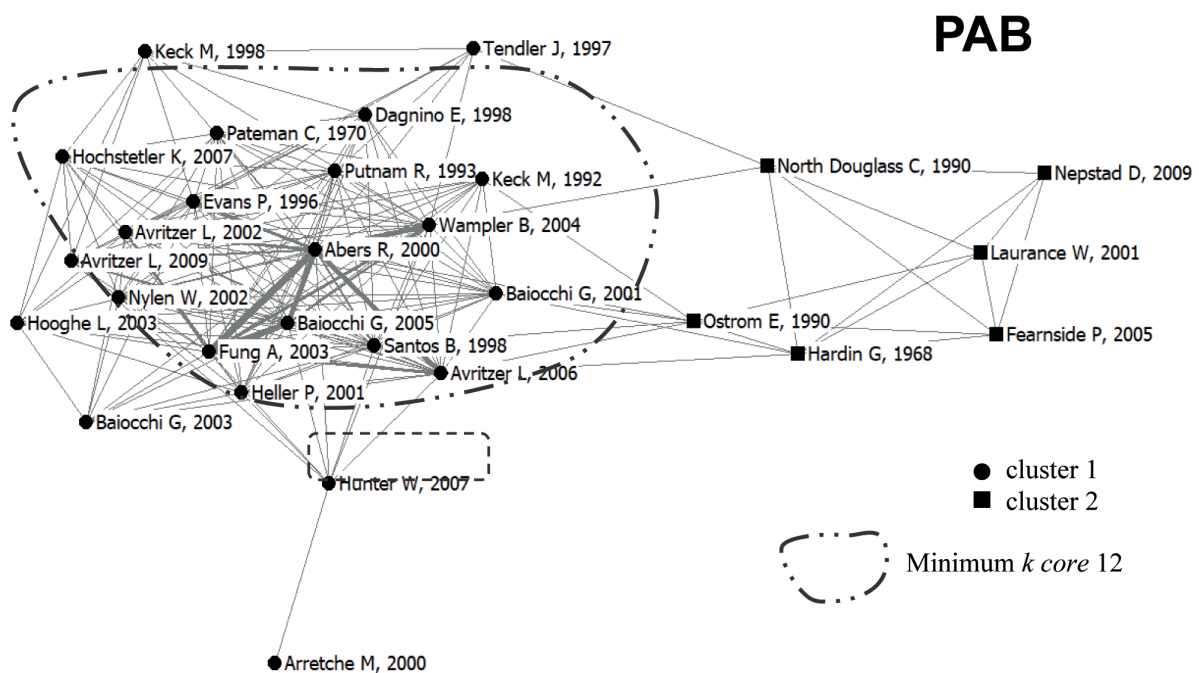 PAB
Keck M, 1998
Tendler J, 1997
Dagnino E, 1998
Pateman C, 1970
Hochstetler K, 2007
Putnam R, 1993
Keck M, 1992
North Douglass C, 1990
Nepstad D, 2009
Evans P, 1996
Wampler B, 2004
Avritzer L, 2002
Abers R, 2000
Laurance W, 2001
Avritzer L, 2009
Nylen W, 2002
Baiocchi G, 2001
Hooghe L, 2003
Baiocchi G, 2005
Ostrom E, 1990
Fearnside P, 2005
Fung A, 2003
Santos B, 1998
Hardin G, 1968
Avritzer L, 2006
Heller P, 2001
Baiocchi G, 2003
Hunter W, 2007
cluster 1
cluster 2
Minimum k core 12
Arretche M, 2000